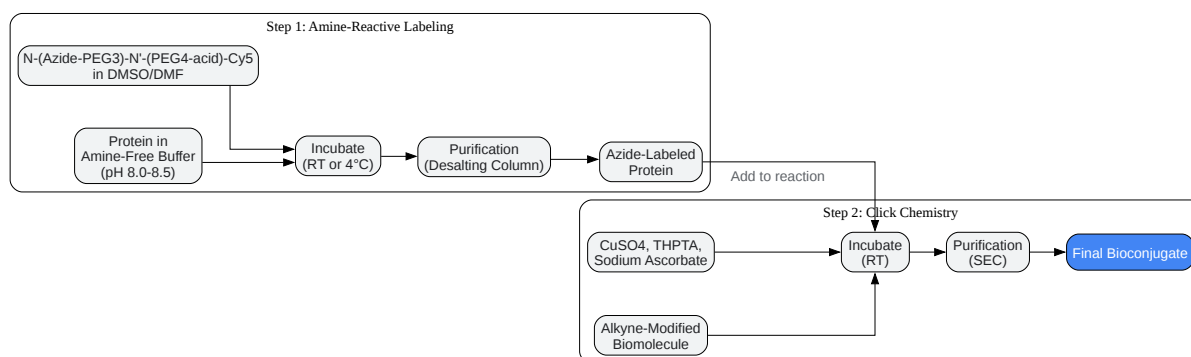 Step 1: Amine-Reactive Labeling
N-(Azide-PEG3)-N'-(PEG4-acid)-Cy5
in DMSO/DMF
Protein in
Amine-Free Buffer
(pH 8.0-8.5)
Incubate
(RT or 4°C)
Purification
(Desalting Column)
Azide-Labeled
Protein
Add to reaction
Step 2: Click Chemistry
CuSO4, THPTA,
Sodium Ascorbate
Alkyne-Modified
Biomolecule
Incubate
(RT)
Purification
(SEC)
Final Bioconjugate